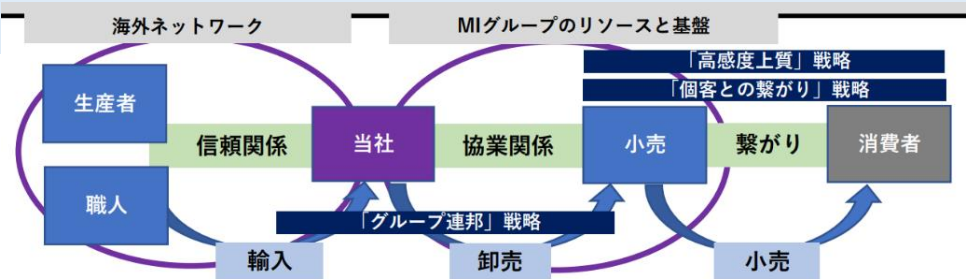 海外ネットワーク
MIグループのリソースと基盤
「高感度上質」戦略
「個客との繋がり」戦略
生産者
信頼関係
当社
協業関係
小売
繋がり
消費者
職人
「グループ連邦」戦略
輸入
卸売
小売